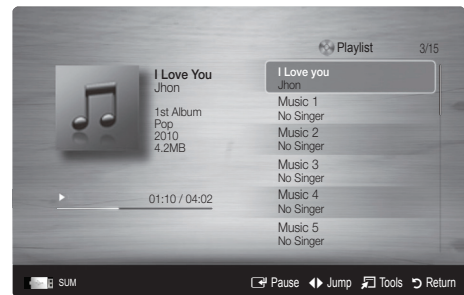 Playlist 3/15
I Love You
Jhon
1st Album
Pop
2010
4.2MB
01:10 / 04:02
I Love you
Jhon
Music 1
No Singer
Music 2
No Singer
Music 3
No Singer
Music 4
No Singer
Music 5
No Singer
SUM Pause Jump Tools Return